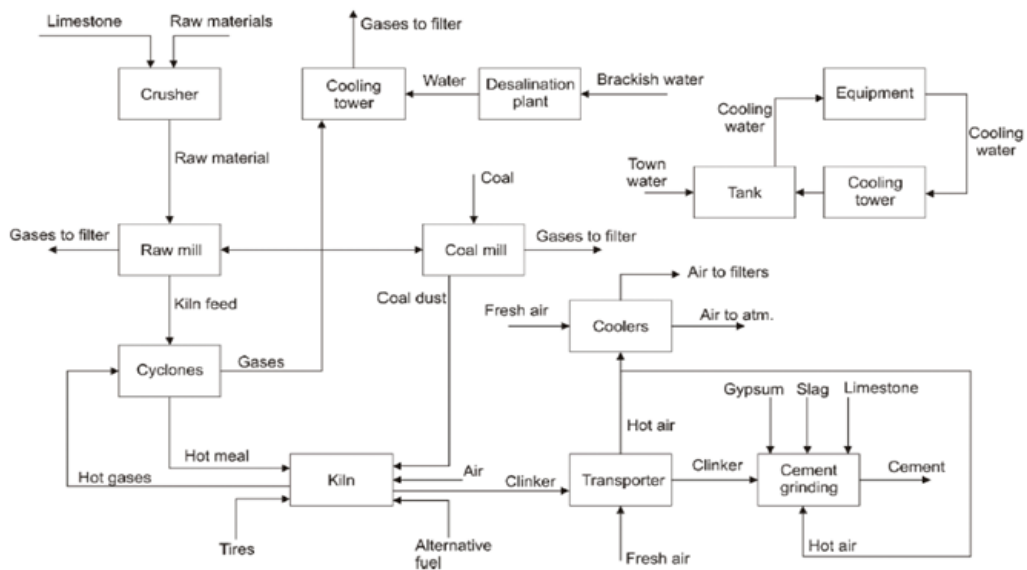 Limestone
Raw materials
Gases to filter
Crusher
Cooling
tower
Water
Desalination
plant
Brackish water
Equipment
Cooling
water
Cooling
water
Town
water
Tank
Cooling
tower
Raw material
Coal
Gases to filter
Raw mill
Coal mill
Gases to filter
Kiln feed
Coal dust
Air to filters
Fresh air
Coolers
Air to atm.
Cyclones
Gases
Gypsum
Slag
Limestone
Hot air
Hot meal
Hot gases
Kiln
Air
Clinker
Transporter
Clinker
Cement
grinding
Cement
Tires
Alternative
fuel
Fresh air
Hot air